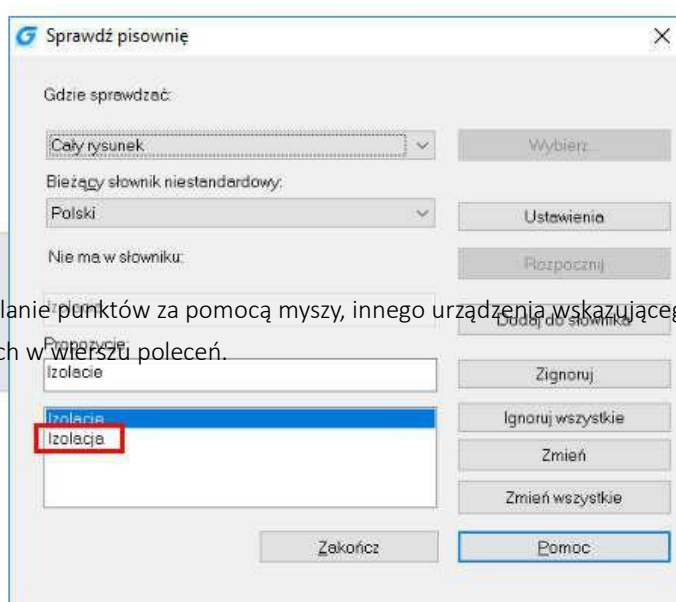 Sprawdź pisownię
Gdzie sprawdzać:
Cały rysunek
Wybierz...
Bieżący słownik niestandardowy:
Polski
Ustawienia
Nie ma w słowniku:
Rozpocznij
lanie punktów za pomocą myszy, innego urządzenia wskazująceg
Dodaj do słownika
ch w wierszu poleceń.
Propozycje:
Izolacie
Zignoruj
Izolacie
Ignoruj wszystkie
Izolacja
Zmień
Zmień wszystkie
Zakończ
Pomoc